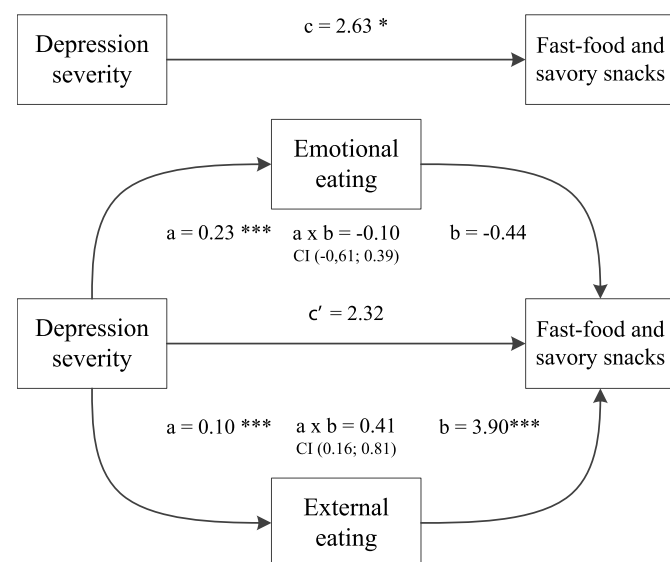 c = 2.63 *
Depression
severity
Fast-food and
savory snacks
Emotional
eating
a = 0.23 *** a x b = -0.10 b = -0.44
CI (-0,61; 0.39)
c′ = 2.32
Depression
severity
Fast-food and
savory snacks
a = 0.10 *** a x b = 0.41 b = 3.90***
CI (0.16; 0.81)
External
eating